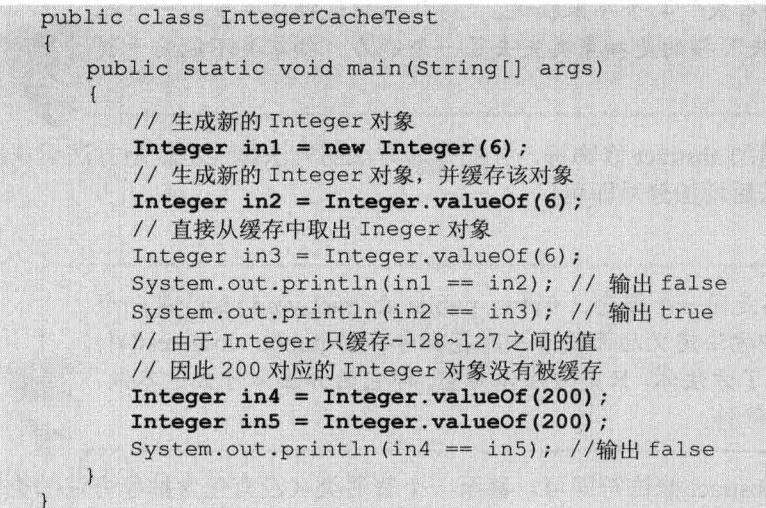 public class IntegerCacheTest
{
public static void main(String[] args)
{
// 生成新的 Integer 对象
Integer in1 = new Integer(6);
// 生成新的 Integer 对象，并缓存该对象
Integer in2 = Integer.valueOf(6);
// 直接从缓存中取出 Ineger 对象
Integer in3 = Integer.valueOf(6);
System.out.println(in1 == in2); // 输出 false
System.out.println(in2 == in3); // 输出 true
// 由于 Integer 只缓存-128~127 之间的值
// 因此 200 对应的 Integer 对象没有被缓存
Integer in4 = Integer.valueOf(200);
Integer in5 = Integer.valueOf(200);
System.out.println(in4 == in5); //输出 false
}
}